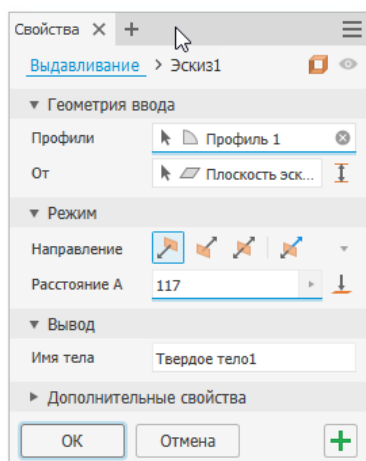 Свойства × +
Выдавливание > Эскиз1
Геометрия ввода
Профили Профиль 1
От Плоскость эск...
Режим
Направление
Расстояние А 117
Вывод
Имя тела Твердое тело1
Дополнительные свойства
ОК Отмена +